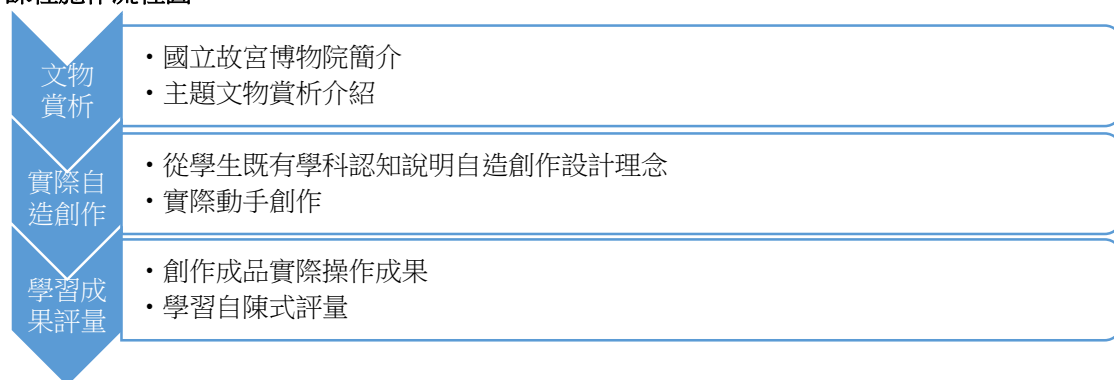 文物
賞析
・國立故宮博物院簡介
・主題文物賞析介紹
實際自
造創作
・從學生既有學科認知說明自造創作設計理念
・實際動手創作
學習成
果評量
・創作成品實際操作成果
・學習自陳式評量